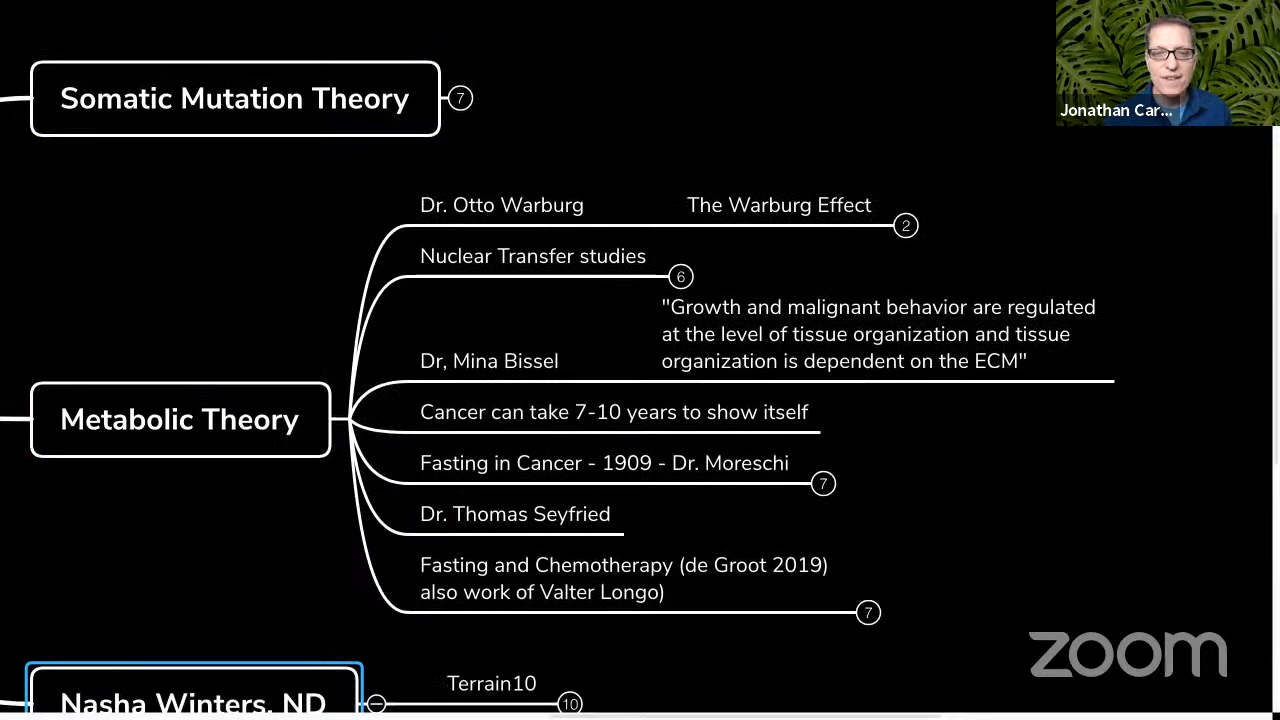 Somatic Mutation Theory
7
Jonathan Car...
Dr. Otto Warburg
The Warburg Effect
2
Nuclear Transfer studies
6
"Growth and malignant behavior are regulated
at the level of tissue organization and tissue
organization is dependent on the ECM"
Dr, Mina Bissel
Metabolic Theory
Cancer can take 7-10 years to show itself
Fasting in Cancer - 1909 - Dr. Moreschi
7
Dr. Thomas Seyfried
Fasting and Chemotherapy (de Groot 2019)
also work of Valter Longo)
7
zoom
Nasha Winters, ND
Terrain10
10